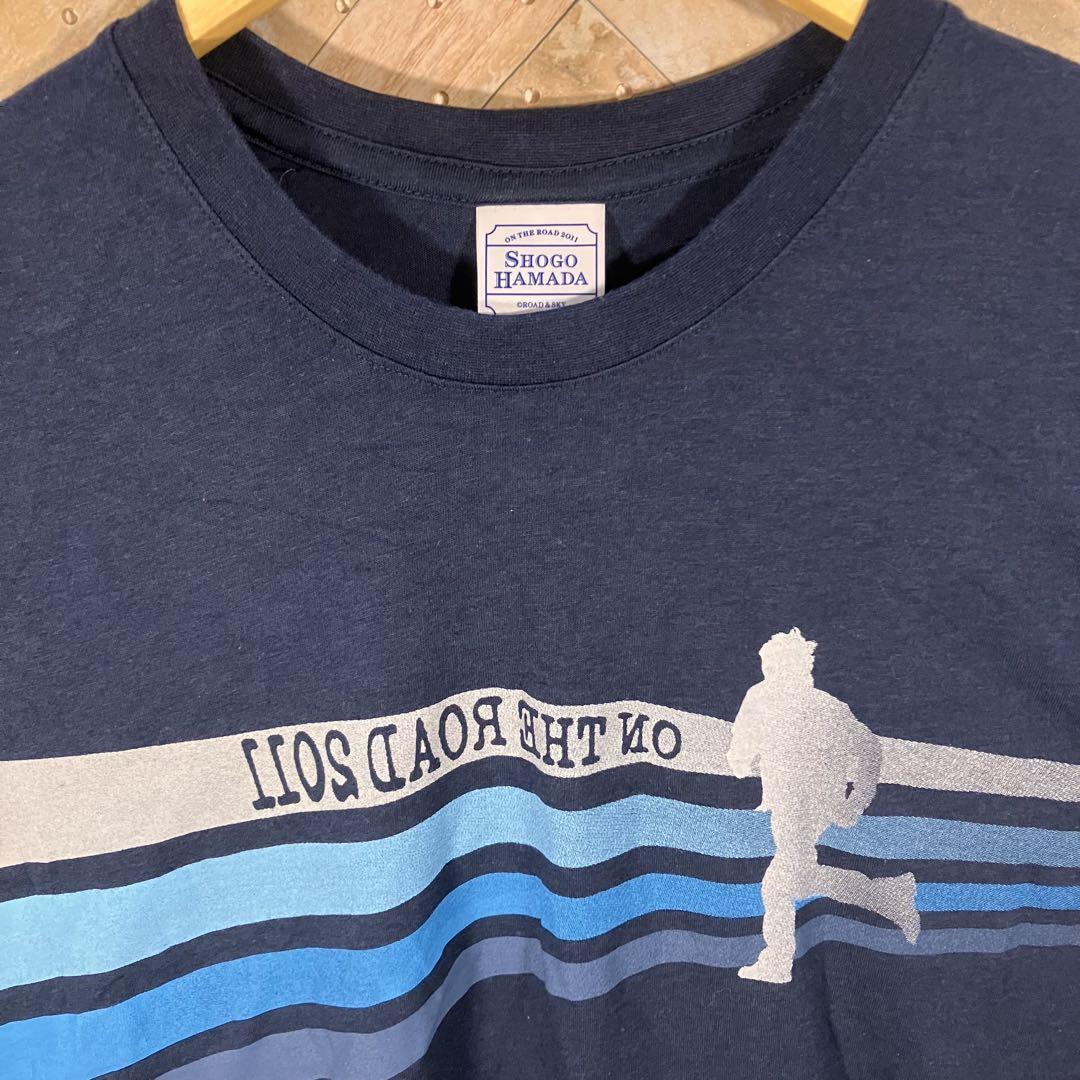 ON THE ROAD 2011
SHOGO
HAMADA
©ROAD & SKY
ON THE ROAD 2011